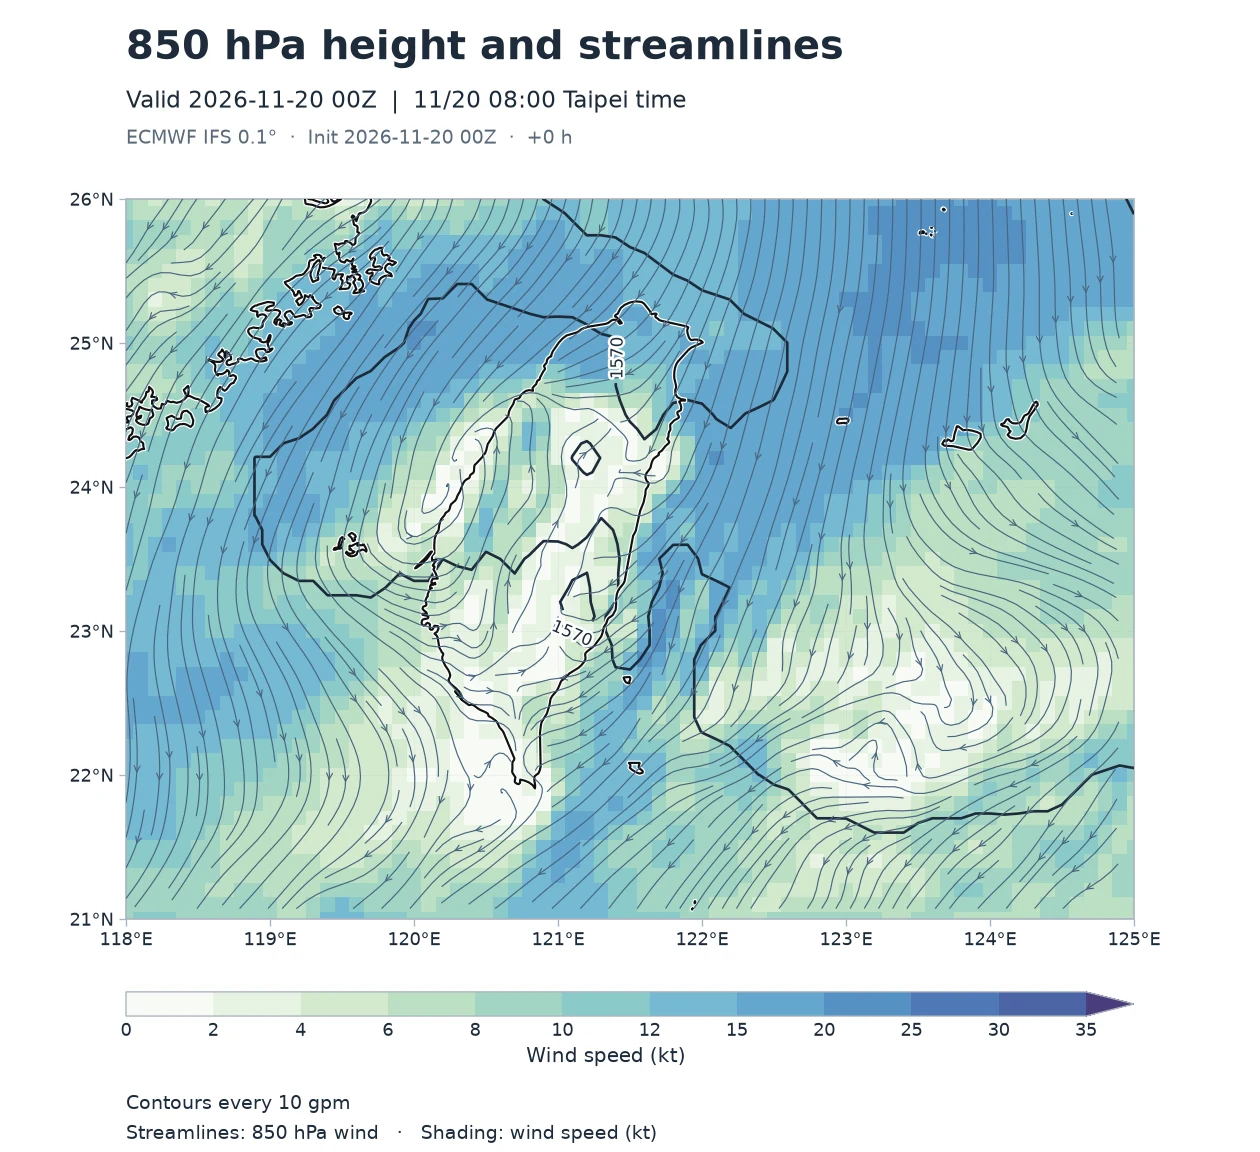 850 hPa height and streamlines
Valid 2026-11-20 00Z | 11/20 08:00 Taipei time
ECMWF IFS 0.1° · Init 2026-11-20 00Z · +0 h
26°N
25°N
24°N
23°N
22°N
21°N
1570
1570
118°E 119°E 120°E 121°E 122°E 123°E 124°E 125°E
0 2 4 6 8 10 12 15 20 25 30 35
Wind speed (kt)
Contours every 10 gpm
Streamlines: 850 hPa wind · Shading: wind speed (kt)